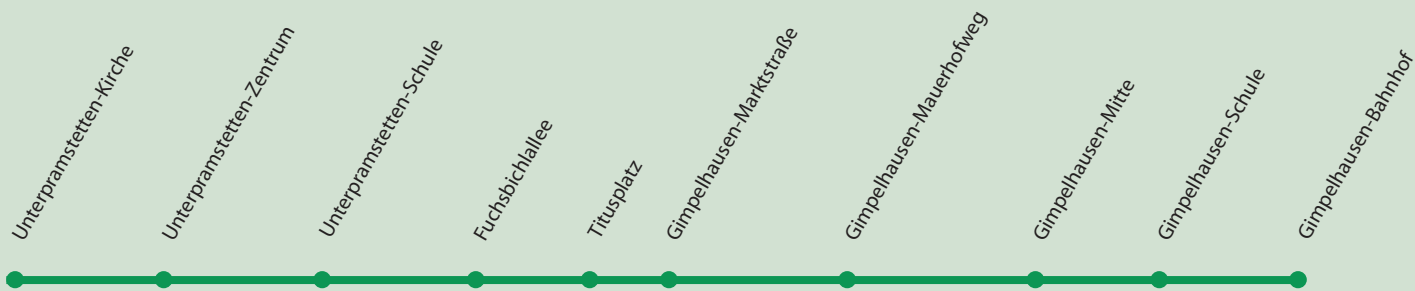 Unterpramstetten-Kirche
Unterpramstetten-Zentrum
Unterpramstetten-Schule
Fuchsbichlallee
Titusplatz
Gimpelhausen-Marktstraße
Gimpelhausen-Mauerhofweg
Gimpelhausen-Mitte
Gimpelhausen-Schule
Gimpelhausen-Bahnhof